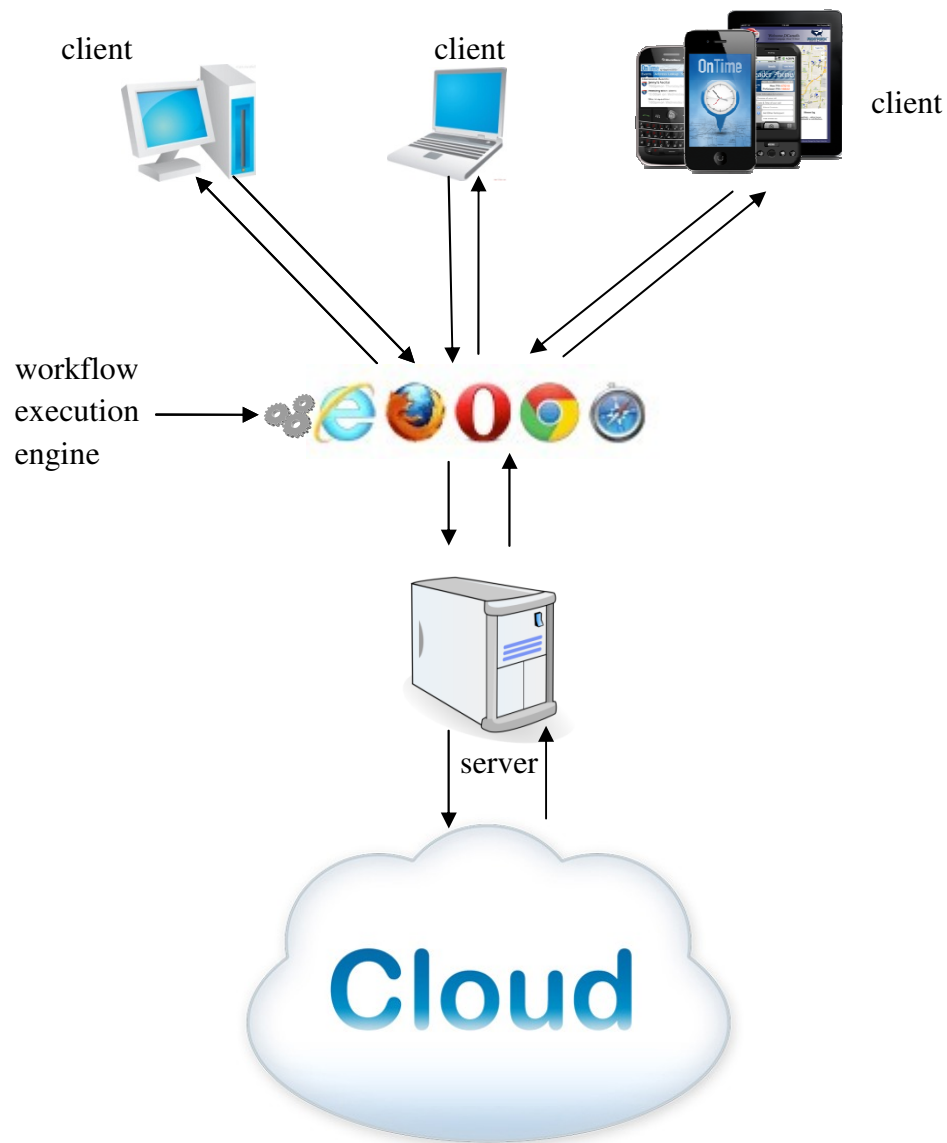 client
client
client
OnTime
workflow
execution
engine
server
Cloud